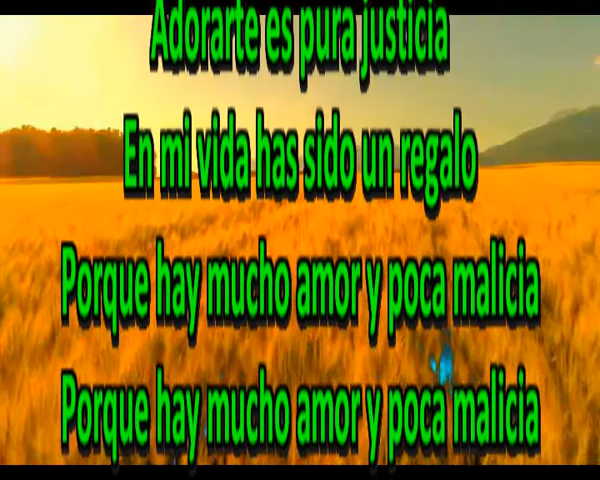 Adorarte es pura justicia
En mi vida has sido un regalo
Porque hay mucho amor y poca malicia
Porque hay mucho amor y poca malicia